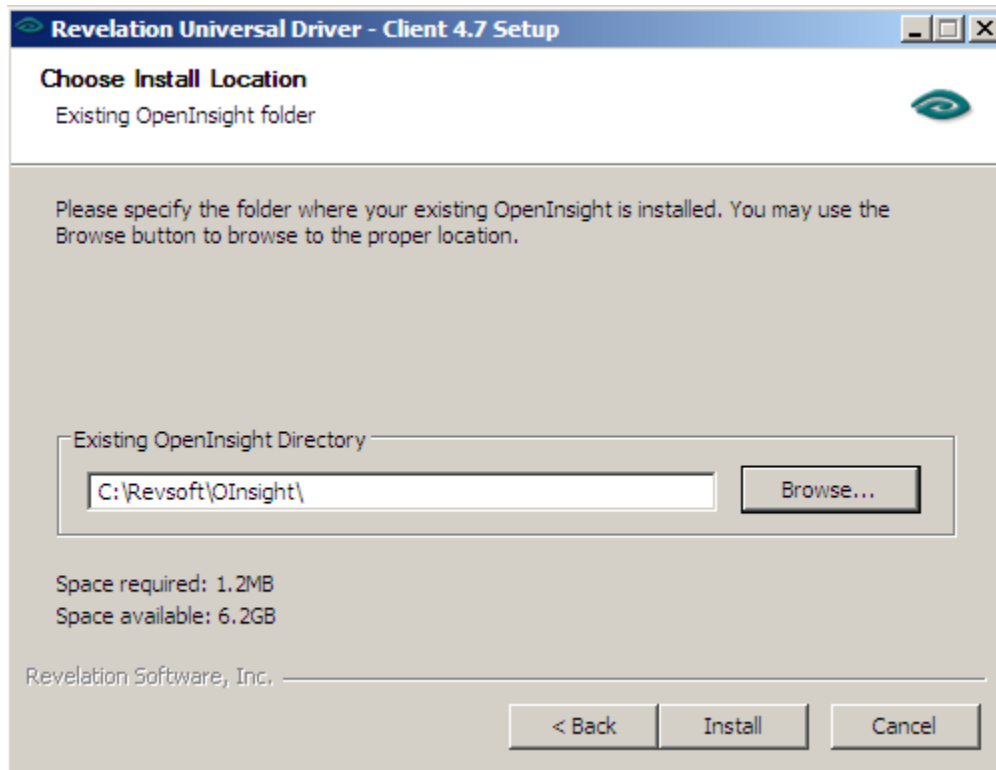 Revelation Universal Driver - Client 4.7 Setup
Choose Install Location
Existing OpenInsight folder
Please specify the folder where your existing OpenInsight is installed. You may use the
Browse button to browse to the proper location.
Existing OpenInsight Directory
C:\Revsoft\OInsight\
Browse...
Space required: 1.2MB
Space available: 6.2GB
Revelation Software, Inc.
< Back
Install
Cancel